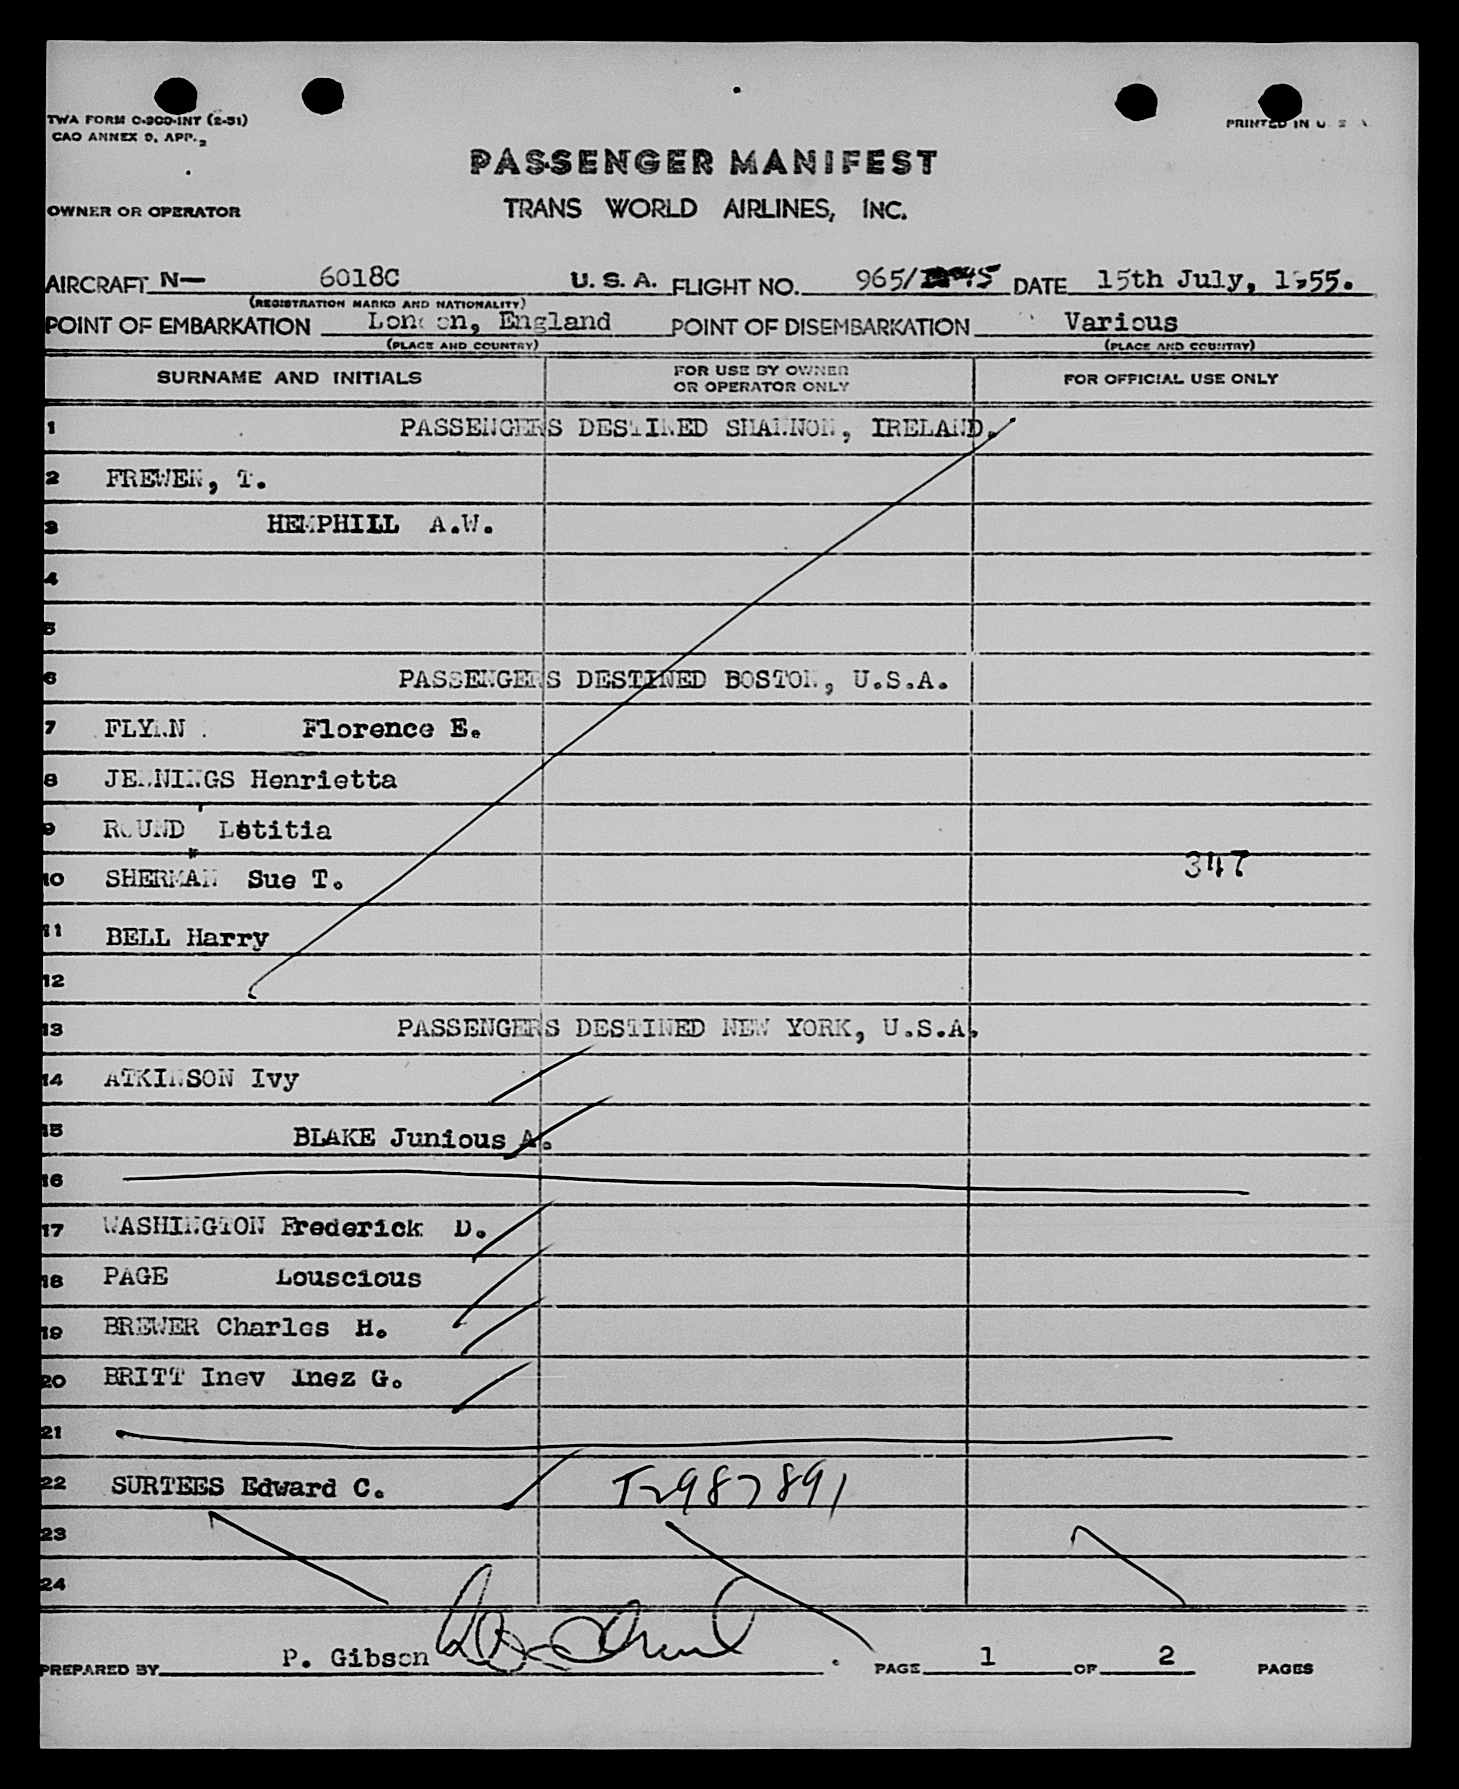 TWA FORM C-900-INT (2-51)
CAO ANNEX 9, APP. 2
PRINTED IN U S A
PASSENGER MANIFEST
OWNER OR OPERATOR
TRANS WORLD AIRLINES, INC.
AIRCRAFT N— 6018C U. S. A. FLIGHT NO. 965/ 45 DATE 15th July, 1955.
(REGISTRATION MARKS AND NATIONALITY)
POINT OF EMBARKATION London, England POINT OF DISEMBARKATION Various
(PLACE AND COUNTRY) (PLACE AND COUNTRY)
SURNAME AND INITIALS FOR USE BY OWNER OR OPERATOR ONLY FOR OFFICIAL USE ONLY
1 PASSENGERS DESTINED SHANNON, IRELAND.
2 FREWEN, T.
3 HEMPHILL A.W.
4
5
6 PASSENGERS DESTINED BOSTON, U.S.A.
7 FLYNN Florence E.
8 JENNINGS Henrietta
9 ROUND Letitia
10 SHERMAN Sue T. 347
11 BELL Harry
12
13 PASSENGERS DESTINED NEW YORK, U.S.A.
14 ATKINSON Ivy
15 BLAKE Junious A.
16
17 WASHINGTON Frederick D.
18 PAGE Louscious
19 BREWER Charles H.
20 BRITT Inev Inez G.
21
22 SURTEES Edward C. T2987891
23
24
PREPARED BY P. Gibson PAGE 1 OF 2 PAGES